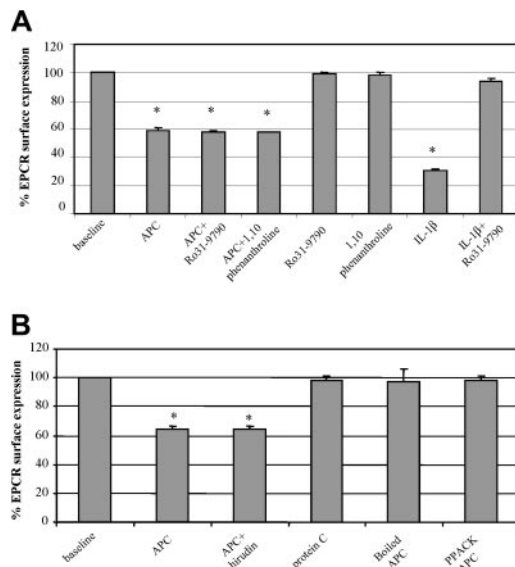 A
% EPCR surface expression
120
100
80
60
40
20
0
*
*
*
*
baseline
APC
APC+
Ro31-9790
APC+1,10
phenanthroline
Ro31-9790
1,10
phenanthroline
IL-1β
IL-1β+
Ro31-9790
B
% EPCR surface expression
120
100
80
60
40
20
0
*
*
baseline
APC
APC+
hirudin
protein C
Boiled
APC
PPACK
APC